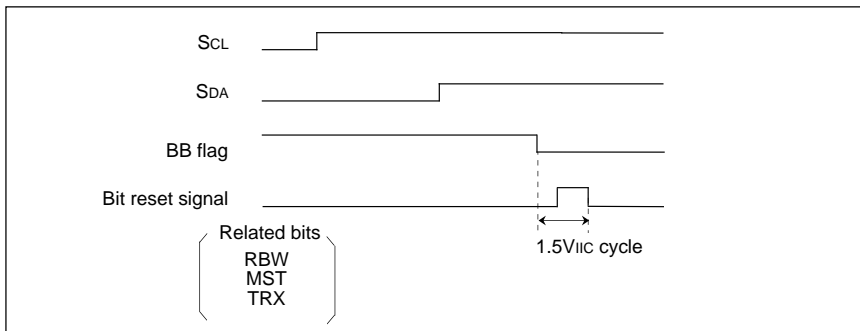 SCL
SDA
BB flag
Bit reset signal
Related bits
RBW
MST
TRX
1.5VIIC cycle